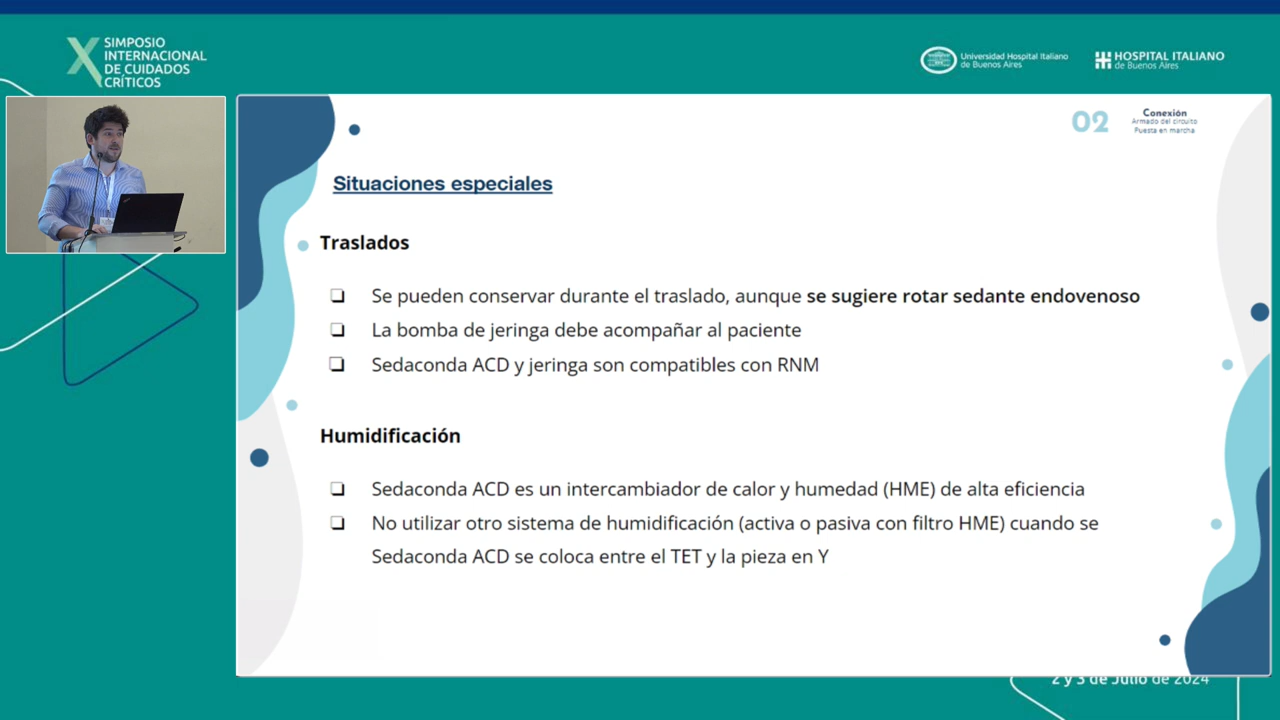 SIMPOSIO
INTERNACIONAL
DE CUIDADOS
CRÍTICOS
X
Universidad Hospital Italiano
de Buenos Aires
HOSPITAL ITALIANO
de Buenos Aires
02
Conexión
Armado del circuito
Puesta en marcha
Situaciones especiales
Traslados
Se pueden conservar durante el traslado, aunque se sugiere rotar sedante endovenoso
La bomba de jeringa debe acompañar al paciente
Sedaconda ACD y jeringa son compatibles con RNM
Humidificación
Sedaconda ACD es un intercambiador de calor y humedad (HME) de alta eficiencia
No utilizar otro sistema de humidificación (activa o pasiva con filtro HME) cuando se
Sedaconda ACD se coloca entre el TET y la pieza en Y
2 y 3 de Julio de 2024